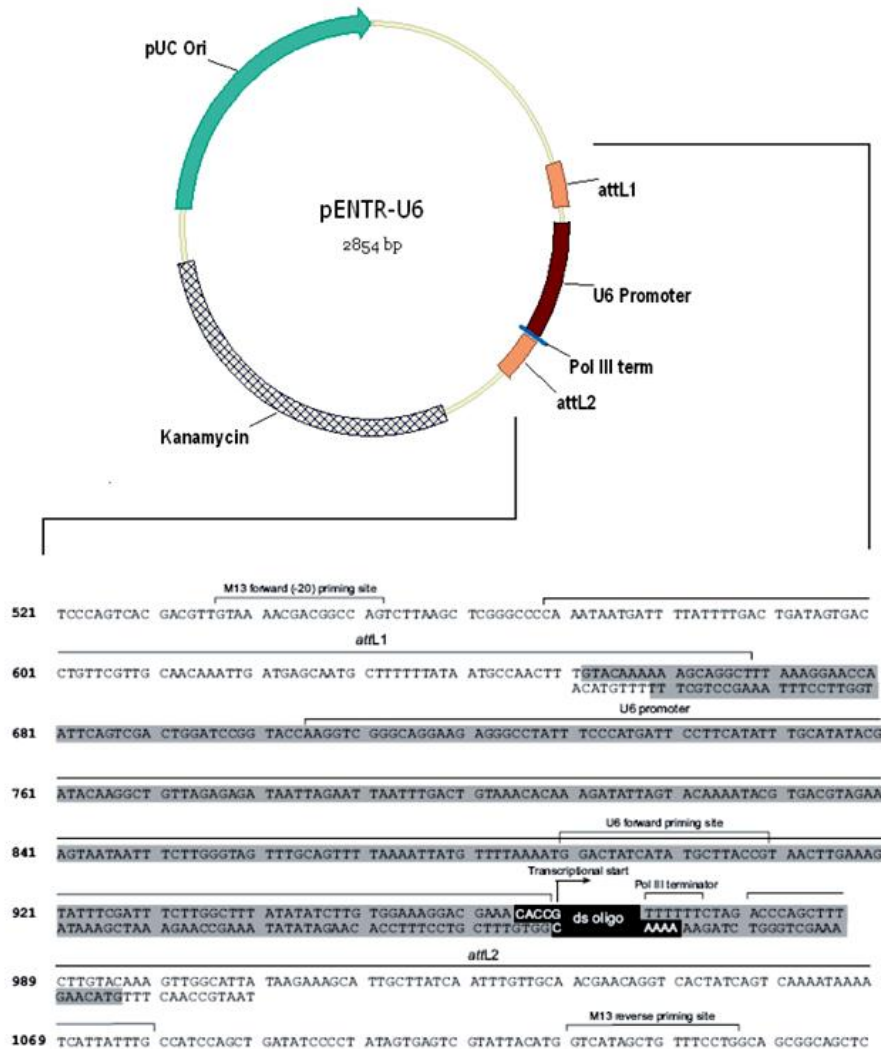 pUC Ori
attL1
pENTR-U6
2854 bp
U6 Promoter
Pol III term
attL2
Kanamycin
M13 forward (-20) priming site
521 TCCCAGTCAC GACGTTGTAA AACGACGGCC AGTCTTAAGC TCGGGCCCCA AATAATGATT TTATTTTGAC TGATAGTGAC
attL1
601 CTGTTCGTTG CAACAAATTG ATGAGCAATG CTTTTTTATA ATGCCAACTT TGTACAAAAA AGCAGGCTTT AAAGGAACCA
ACATGTTTTT TCGTCCGAAA TTTCCTTGGT
U6 promoter
681 ATTCAGTCGA CTGGATCCGG TACCAAGGTC GGGCAGGAAG AGGGCCTATT TCCCATGATT CCTTCATATT TGCATATACG
761 ATACAAGGCT GTTAGAGAGA TAATTAGAAT TAATTTGACT GTAAACACAA AGATATTAGT ACAAAATACG TGACGTAGAA
U6 forward priming site
841 AGTAATAATT TCTTGGGTAG TTTGCAGTTT TAAAATTATG TTTTAAAATG GACTATCATA TGCTTACCGT AACTTGAAAG
Transcriptional start
Pol III terminator
921 TATTTCGATT TCTTGGCTTT ATATATCTTG TGGAAAGGAC GAAACACCG ds oligo TTTTTTCTAG ACCCAGCTTT
ATAAAGCTAA AGAACCGAAA TATATAGAAC ACCTTTCCTG CTTTGTGGC AAAAAAGATC TGGGTCGAAA
attL2
989 CTTGTACAAA GTTGGCATTA TAAGAAAGCA TTGCTTATCA ATTTGTTGCA ACGAACAGGT CACTATCAGT CAAAATAAAA
GAACATGTTT CAACCGTAAT
M13 reverse priming site
1069 TCATTATTTG CCATCCAGCT GATATCCCCT ATAGTGAGTC GTATTACATG GTCATAGCTG TTTCCTGGCA GCGGCAGCTC